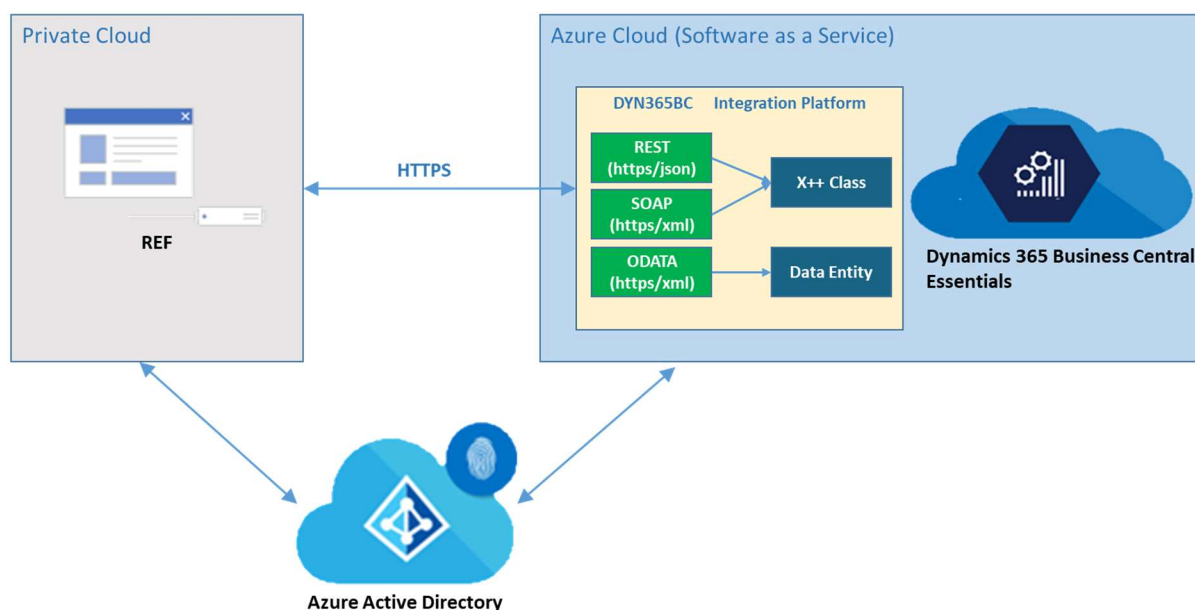 Private Cloud
REF
HTTPS
Azure Cloud (Software as a Service)
DYN365BC Integration Platform
REST
(https/json)
SOAP
(https/xml)
ODATA
(https/xml)
X++ Class
Data Entity
Dynamics 365 Business Central
Essentials
Azure Active Directory